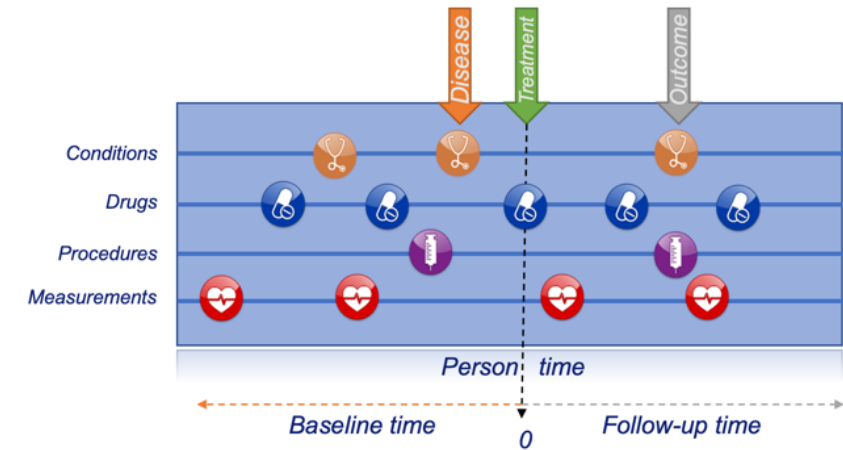 Disease
Treatment
Outcome
Conditions
Drugs
Procedures
Measurements
Person time
Baseline time
0
Follow-up time